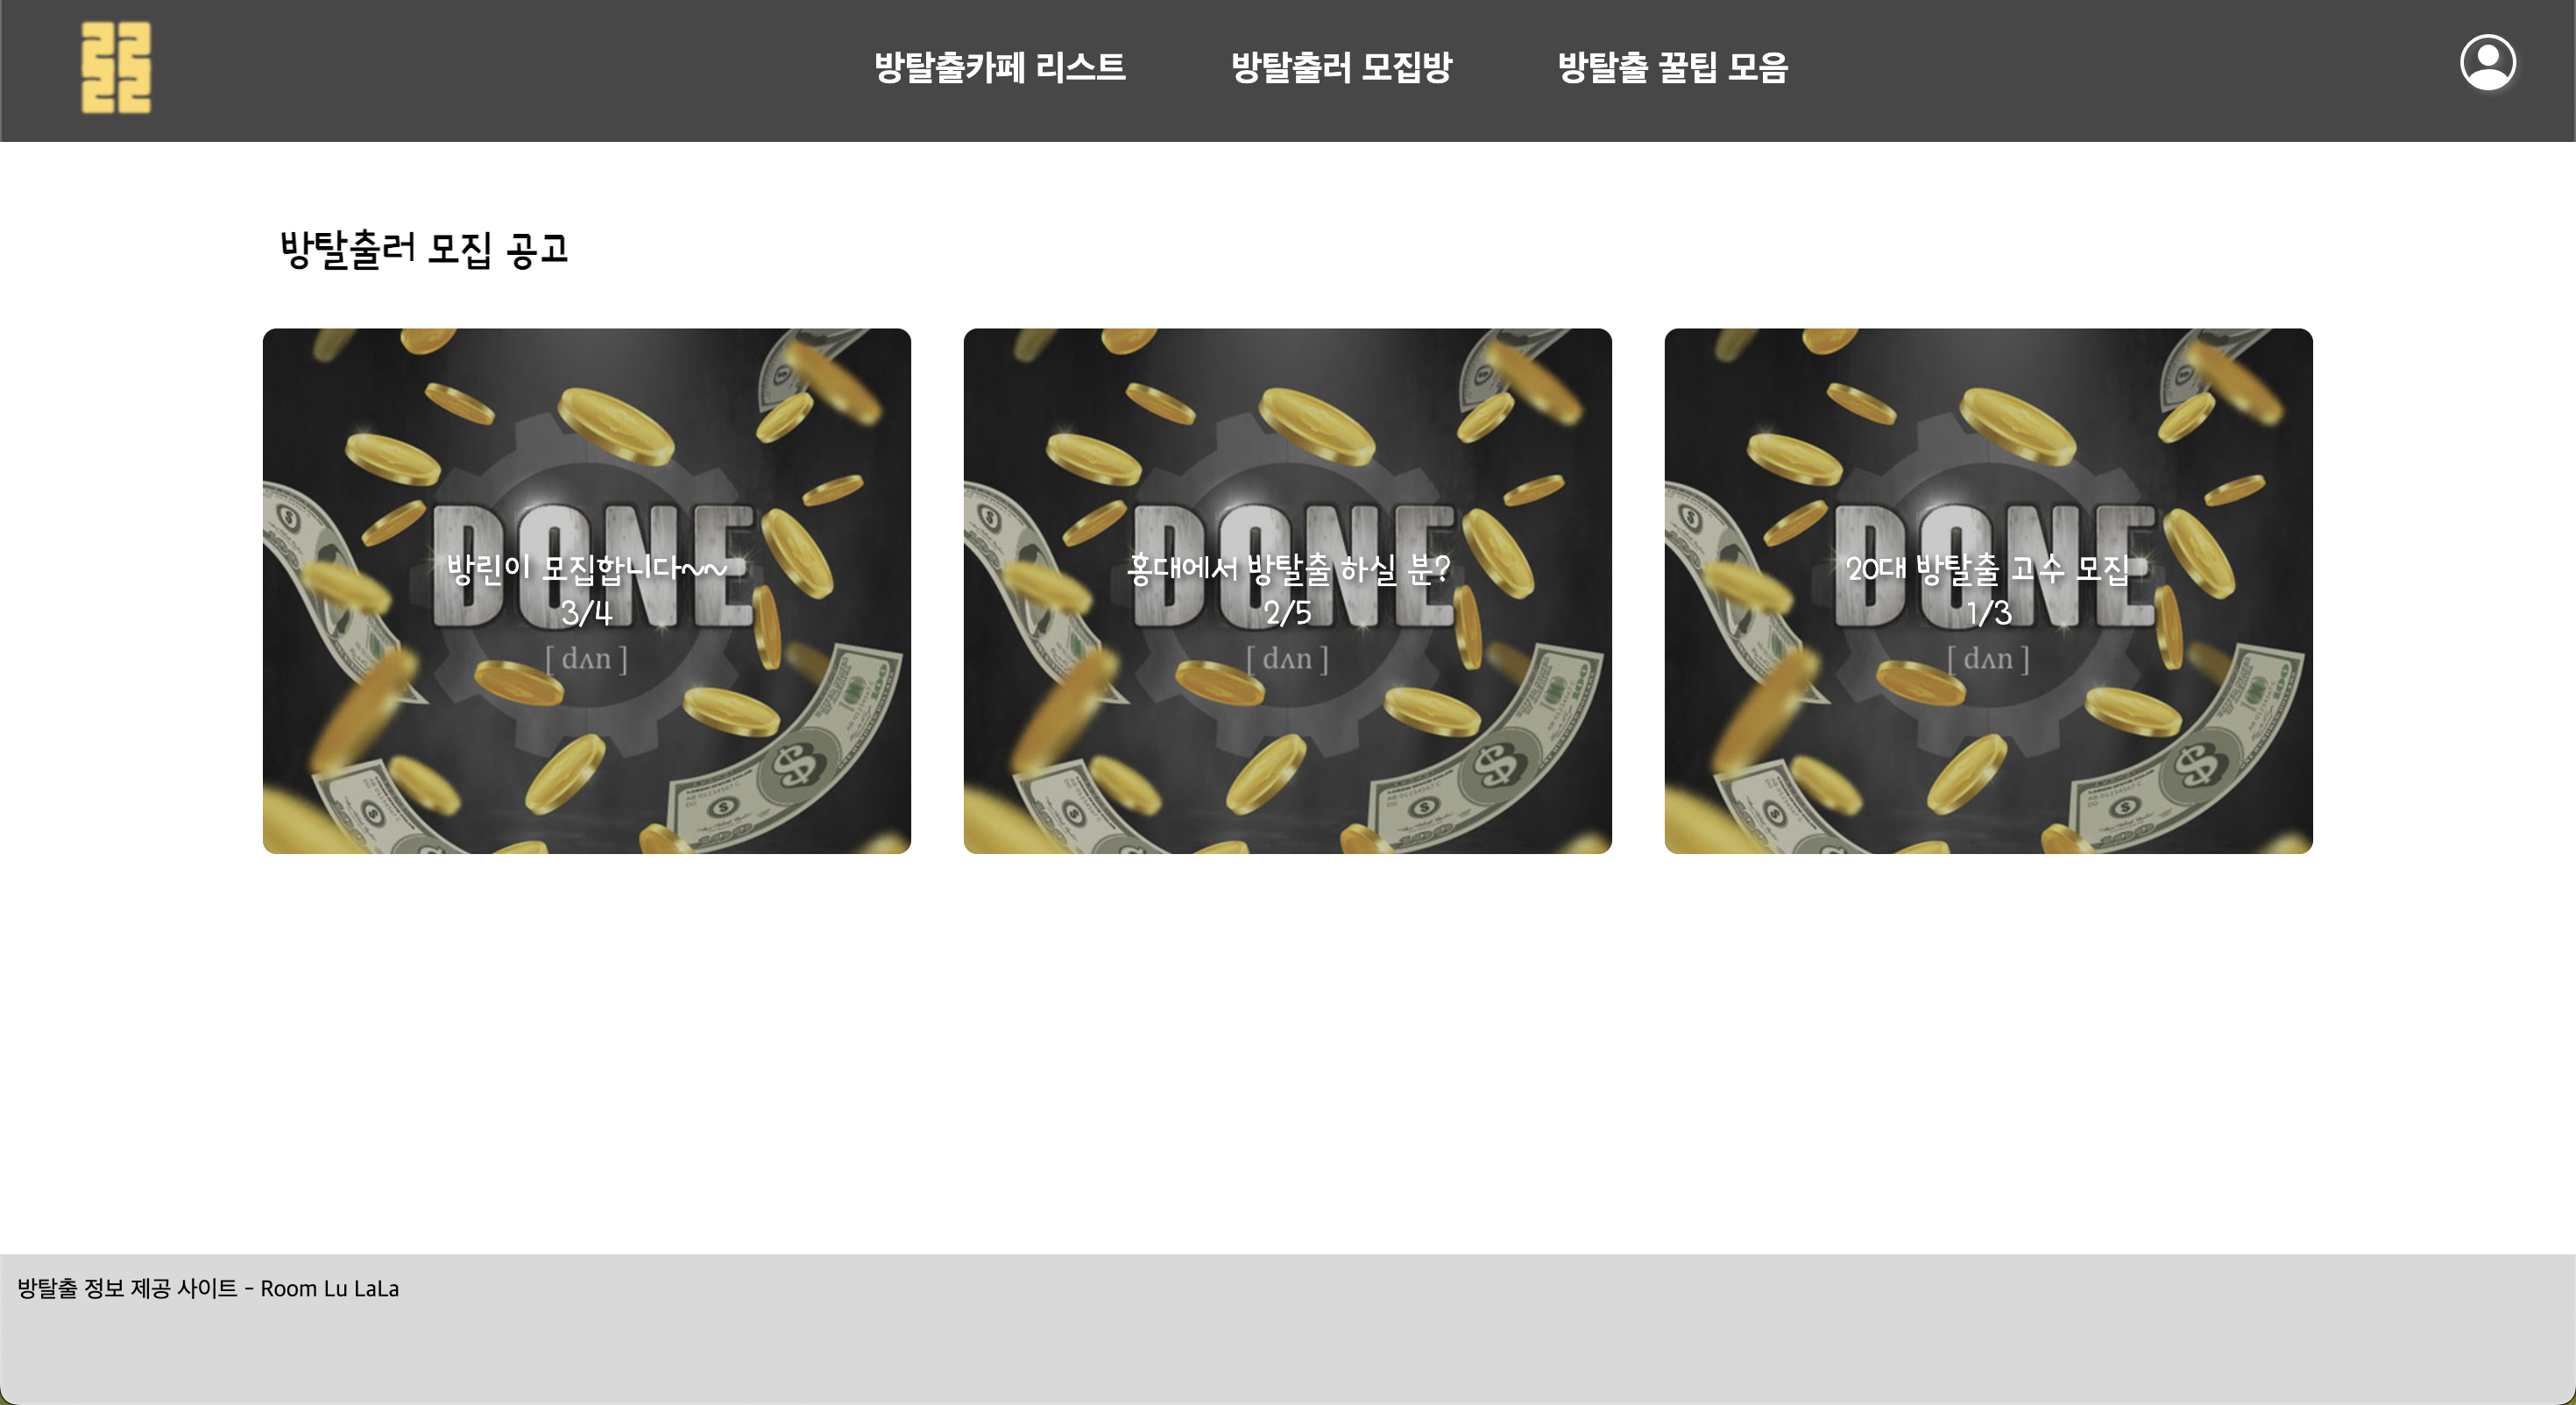 방탈출카페 리스트
방탈출러 모집방
방탈출 꿀팁 모음
방탈출러 모집 공고
DONE
방린이 모집합니다~~
3/4
[ dʌn ]
DONE
홍대에서 방탈출 하실 분?
2/5
[ dʌn ]
DONE
20대 방탈출 고수 모집
1/3
[ dʌn ]
방탈출 정보 제공 사이트 - Room Lu LaLa